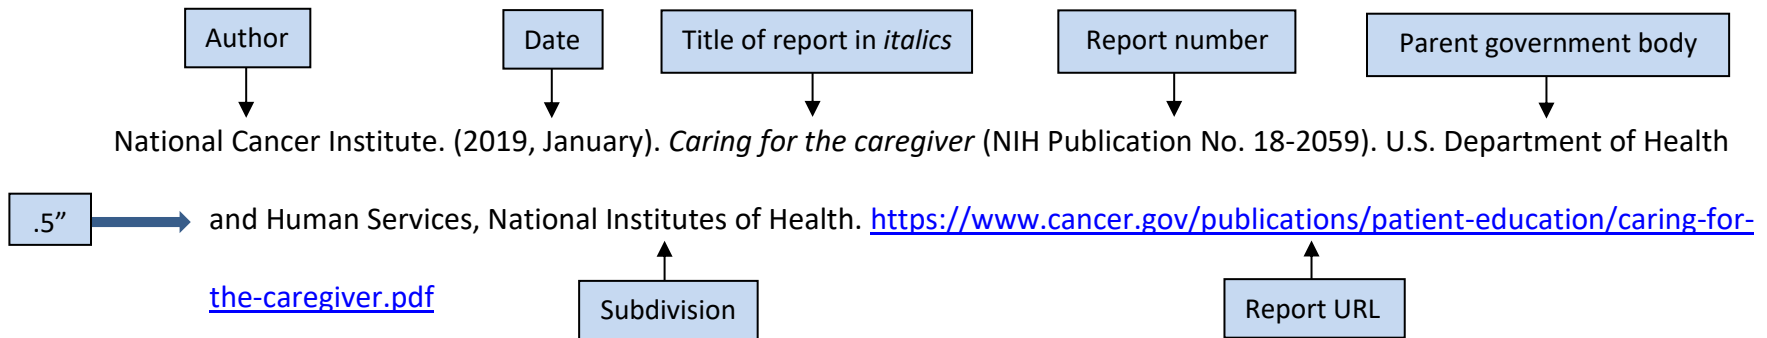 Author Date Title of report in italics Report number Parent government body
National Cancer Institute. (2019, January). Caring for the caregiver (NIH Publication No. 18-2059). U.S. Department of Health
.5” and Human Services, National Institutes of Health. https://www.cancer.gov/publications/patient-education/caring-for-
the-caregiver.pdf
Subdivision Report URL